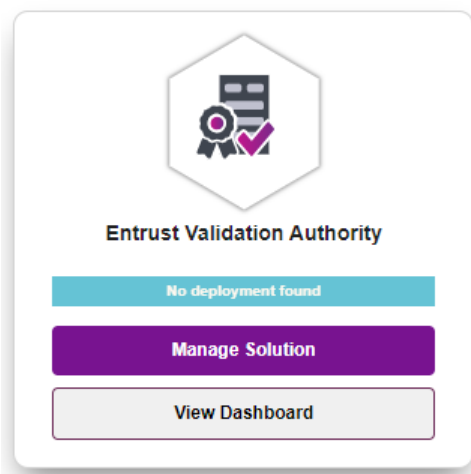 Entrust Validation Authority
No deployment found
Manage Solution
View Dashboard